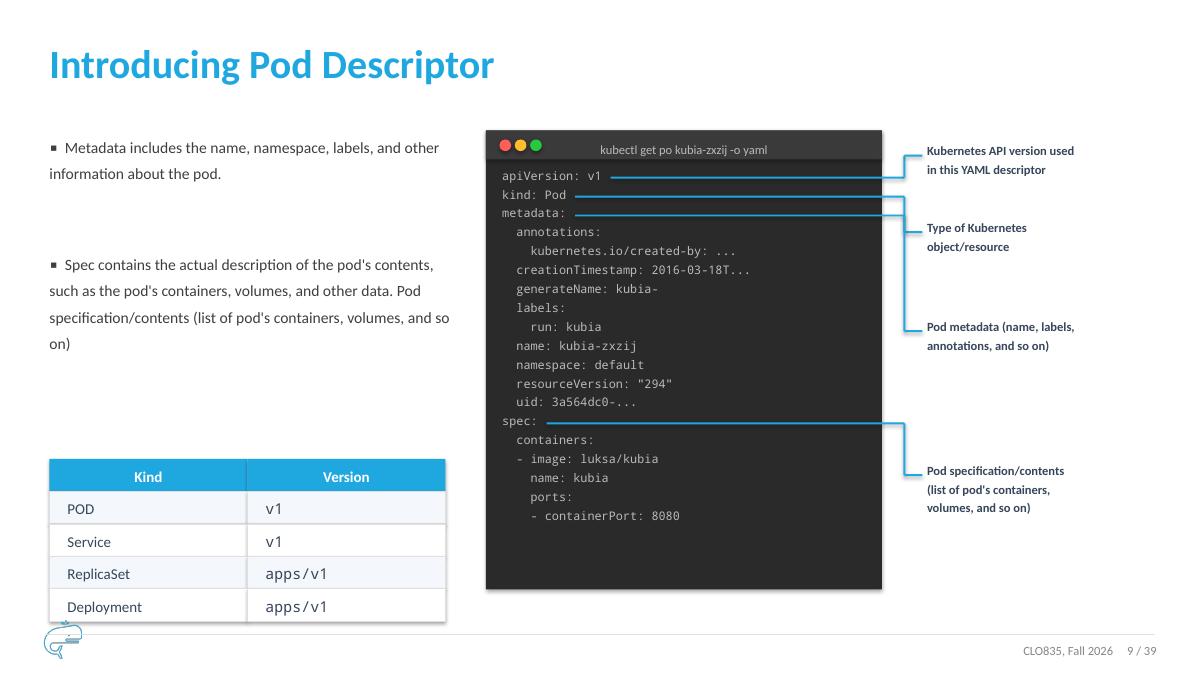 Introducing Pod Descriptor
▪ Metadata includes the name, namespace, labels, and other
information about the pod.
▪ Spec contains the actual description of the pod's contents,
such as the pod's containers, volumes, and other data. Pod
specification/contents (list of pod's containers, volumes, and so
on)
Kind Version
POD v1
Service v1
ReplicaSet apps/v1
Deployment apps/v1
kubectl get po kubia-zxzij -o yaml
apiVersion: v1
kind: Pod
metadata:
  annotations:
    kubernetes.io/created-by: ...
  creationTimestamp: 2016-03-18T...
  generateName: kubia-
  labels:
    run: kubia
  name: kubia-zxzij
  namespace: default
  resourceVersion: "294"
  uid: 3a564dc0-...
spec:
  containers:
  - image: luksa/kubia
    name: kubia
    ports:
    - containerPort: 8080
Kubernetes API version used
in this YAML descriptor
Type of Kubernetes
object/resource
Pod metadata (name, labels,
annotations, and so on)
Pod specification/contents
(list of pod's containers,
volumes, and so on)
CLO835, Fall 2026 9 / 39